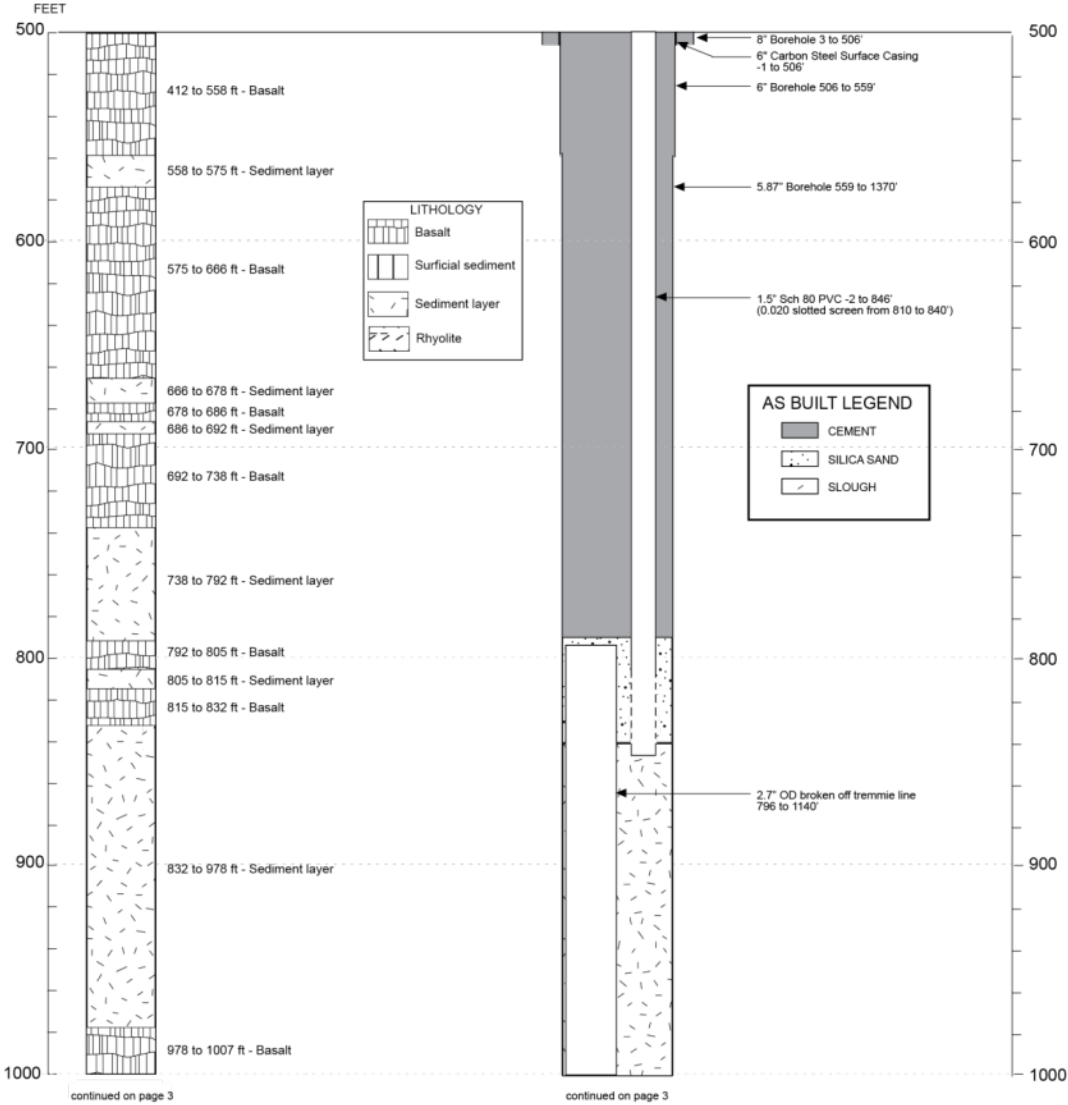 FEET
500
600
700
800
900
1000
412 to 558 ft - Basalt
558 to 575 ft - Sediment layer
575 to 666 ft - Basalt
666 to 678 ft - Sediment layer
678 to 686 ft - Basalt
686 to 692 ft - Sediment layer
692 to 738 ft - Basalt
738 to 792 ft - Sediment layer
792 to 805 ft - Basalt
805 to 815 ft - Sediment layer
815 to 832 ft - Basalt
832 to 978 ft - Sediment layer
978 to 1007 ft - Basalt
continued on page 3
LITHOLOGY
Basalt
Surficial sediment
Sediment layer
Rhyolite
8" Borehole 3 to 506'
6" Carbon Steel Surface Casing
-1 to 506'
6" Borehole 506 to 559'
5.87" Borehole 559 to 1370'
1.5" Sch 80 PVC -2 to 846'
(0.020 slotted screen from 810 to 840')
AS BUILT LEGEND
CEMENT
SILICA SAND
SLOUGH
2.7" OD broken off tremmie line
796 to 1140'
continued on page 3
500
600
700
800
900
1000